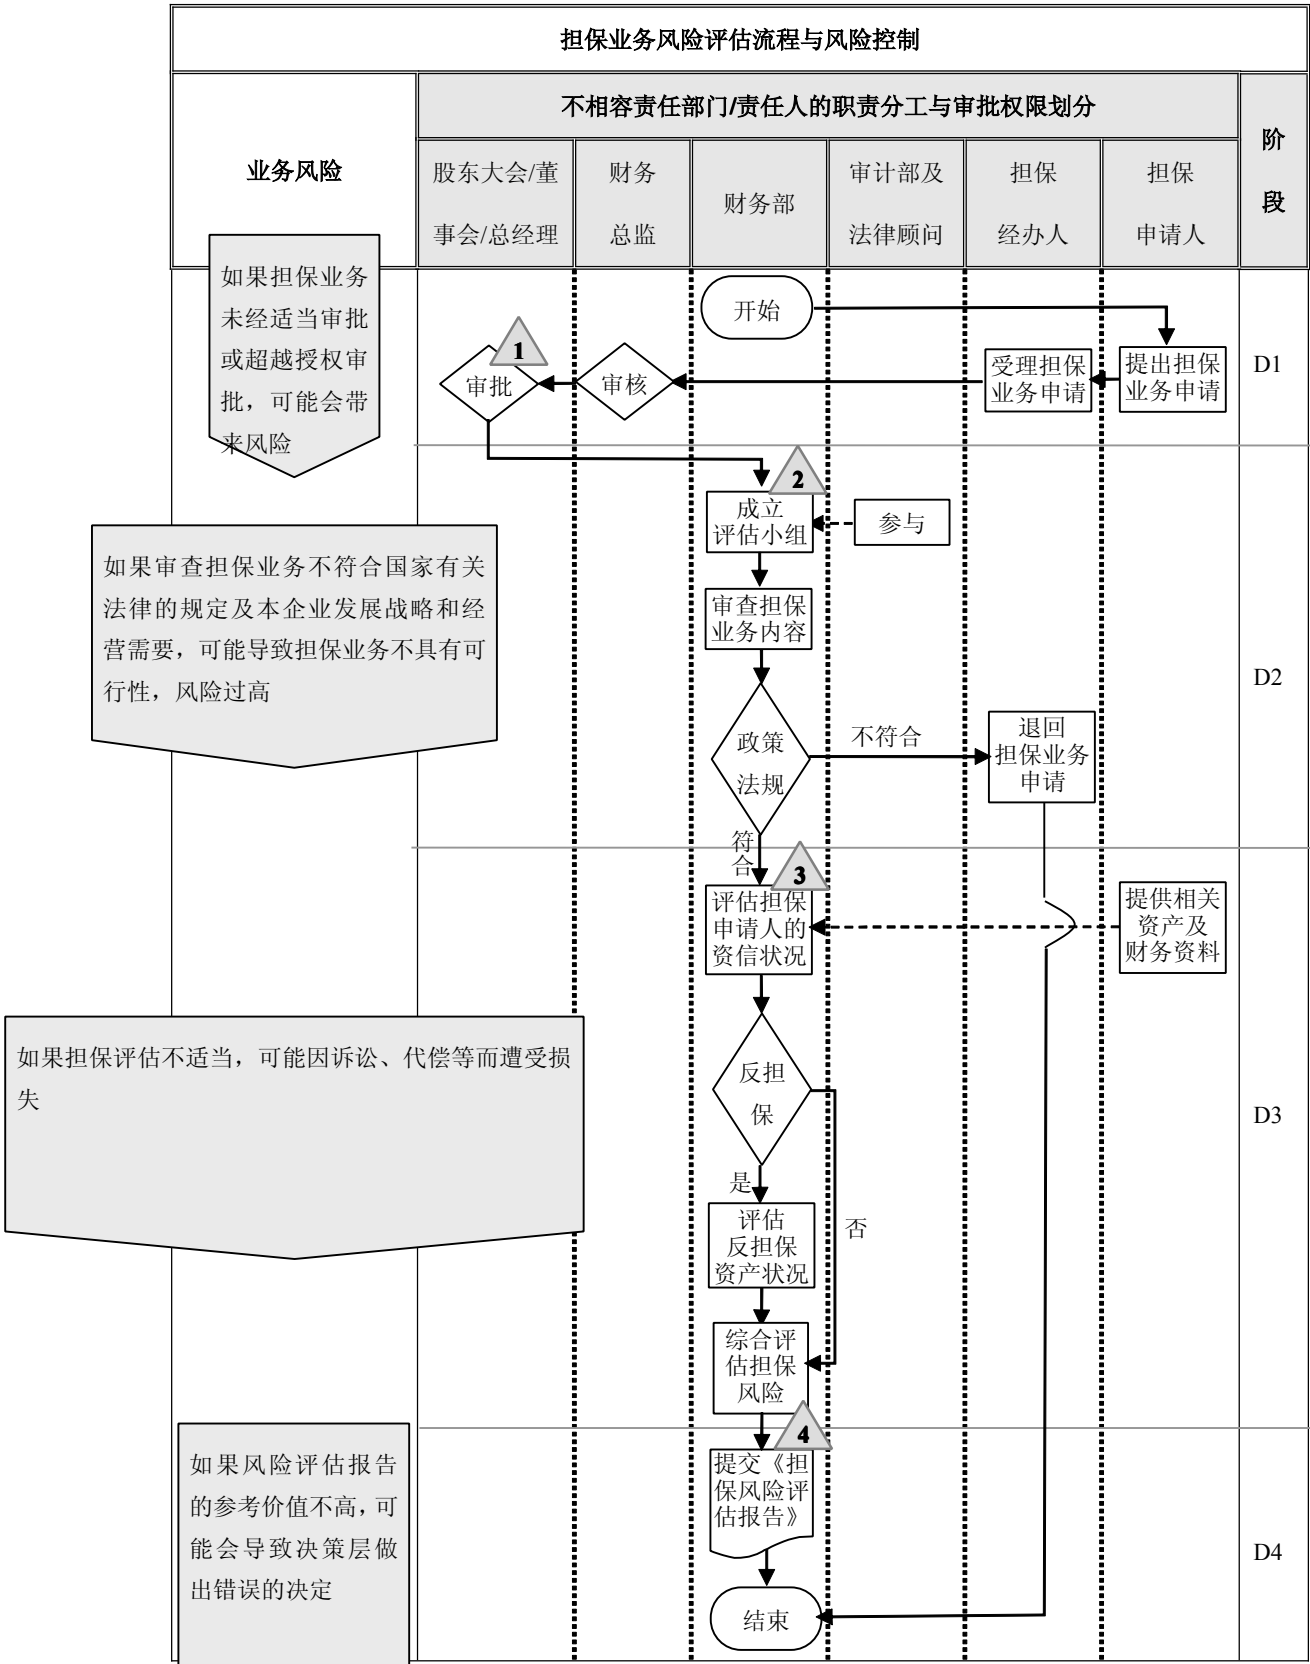 担保业务风险评估流程与风险控制
不相容责任部门/责任人的职责分工与审批权限划分
业务风险
阶
段
股东大会/董
事会/总经理
财务
总监
财务部
审计部及
法律顾问
担保
经办人
担保
申请人
如果担保业务
未经适当审批
或超越授权审
批，可能会带
来风险
开始
1
审批
审核
受理担保
业务申请
提出担保
业务申请
D1
2
成立
评估小组
参与
如果审查担保业务不符合国家有关
法律的规定及本企业发展战略和经
营需要，可能导致担保业务不具有可
行性，风险过高
审查担保
业务内容
D2
政策
法规
不符合
退回
担保业务
申请
符
合
3
评估担保
申请人的
资信状况
提供相关
资产及
财务资料
如果担保评估不适当，可能因诉讼、代偿等而遭受损
失
反担
保
D3
是
否
评估
反担保
资产状况
综合评
估担保
风险
4
如果风险评估报告
的参考价值不高，可
能会导致决策层做
出错误的决定
提交《担
保风险评
估报告》
D4
结束